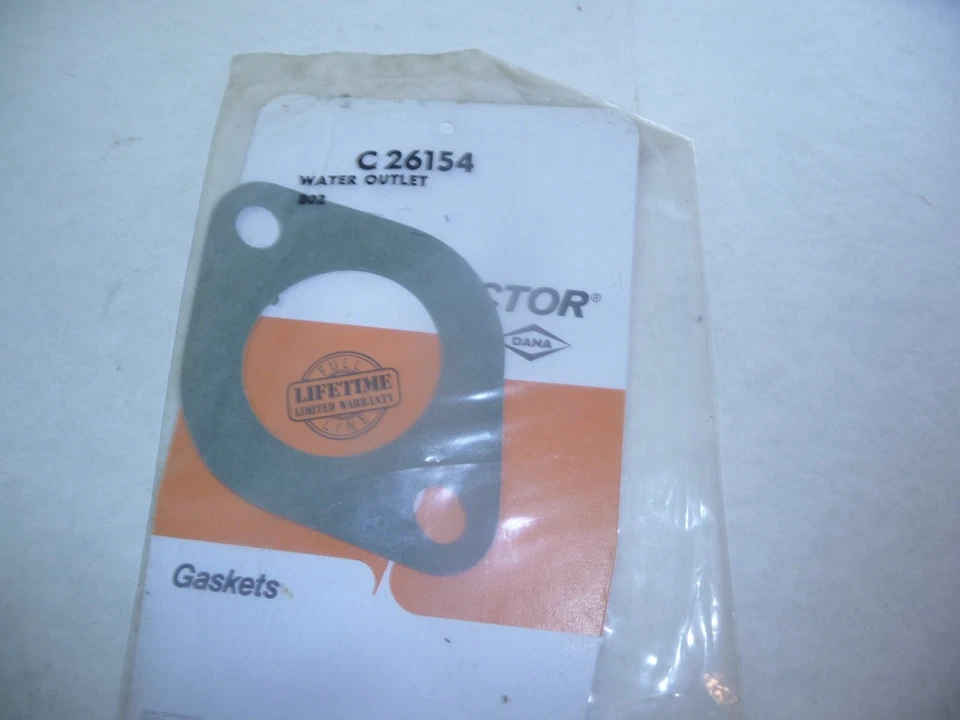 C 26154
WATER OUTLET
B02
CTOR®
DANA
FULL
LIFETIME
LIMITED WARRANTY
LINE
Gaskets